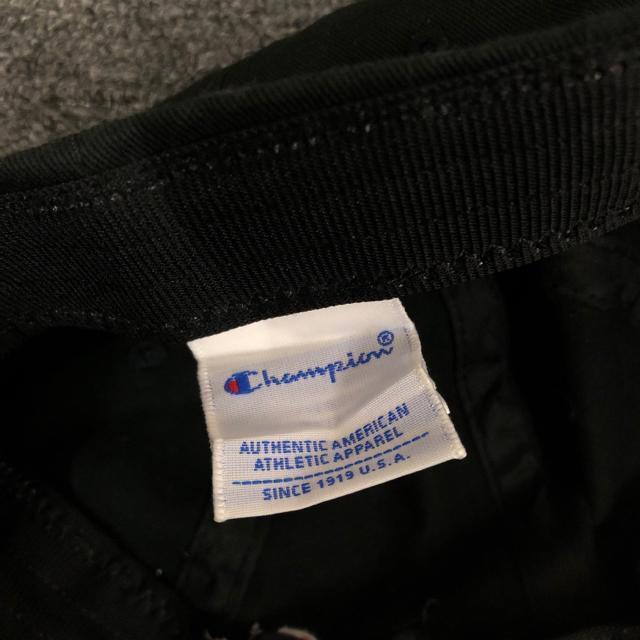 Champion®
AUTHENTIC AMERICAN
ATHLETIC APPAREL
SINCE 1919 U.S.A.